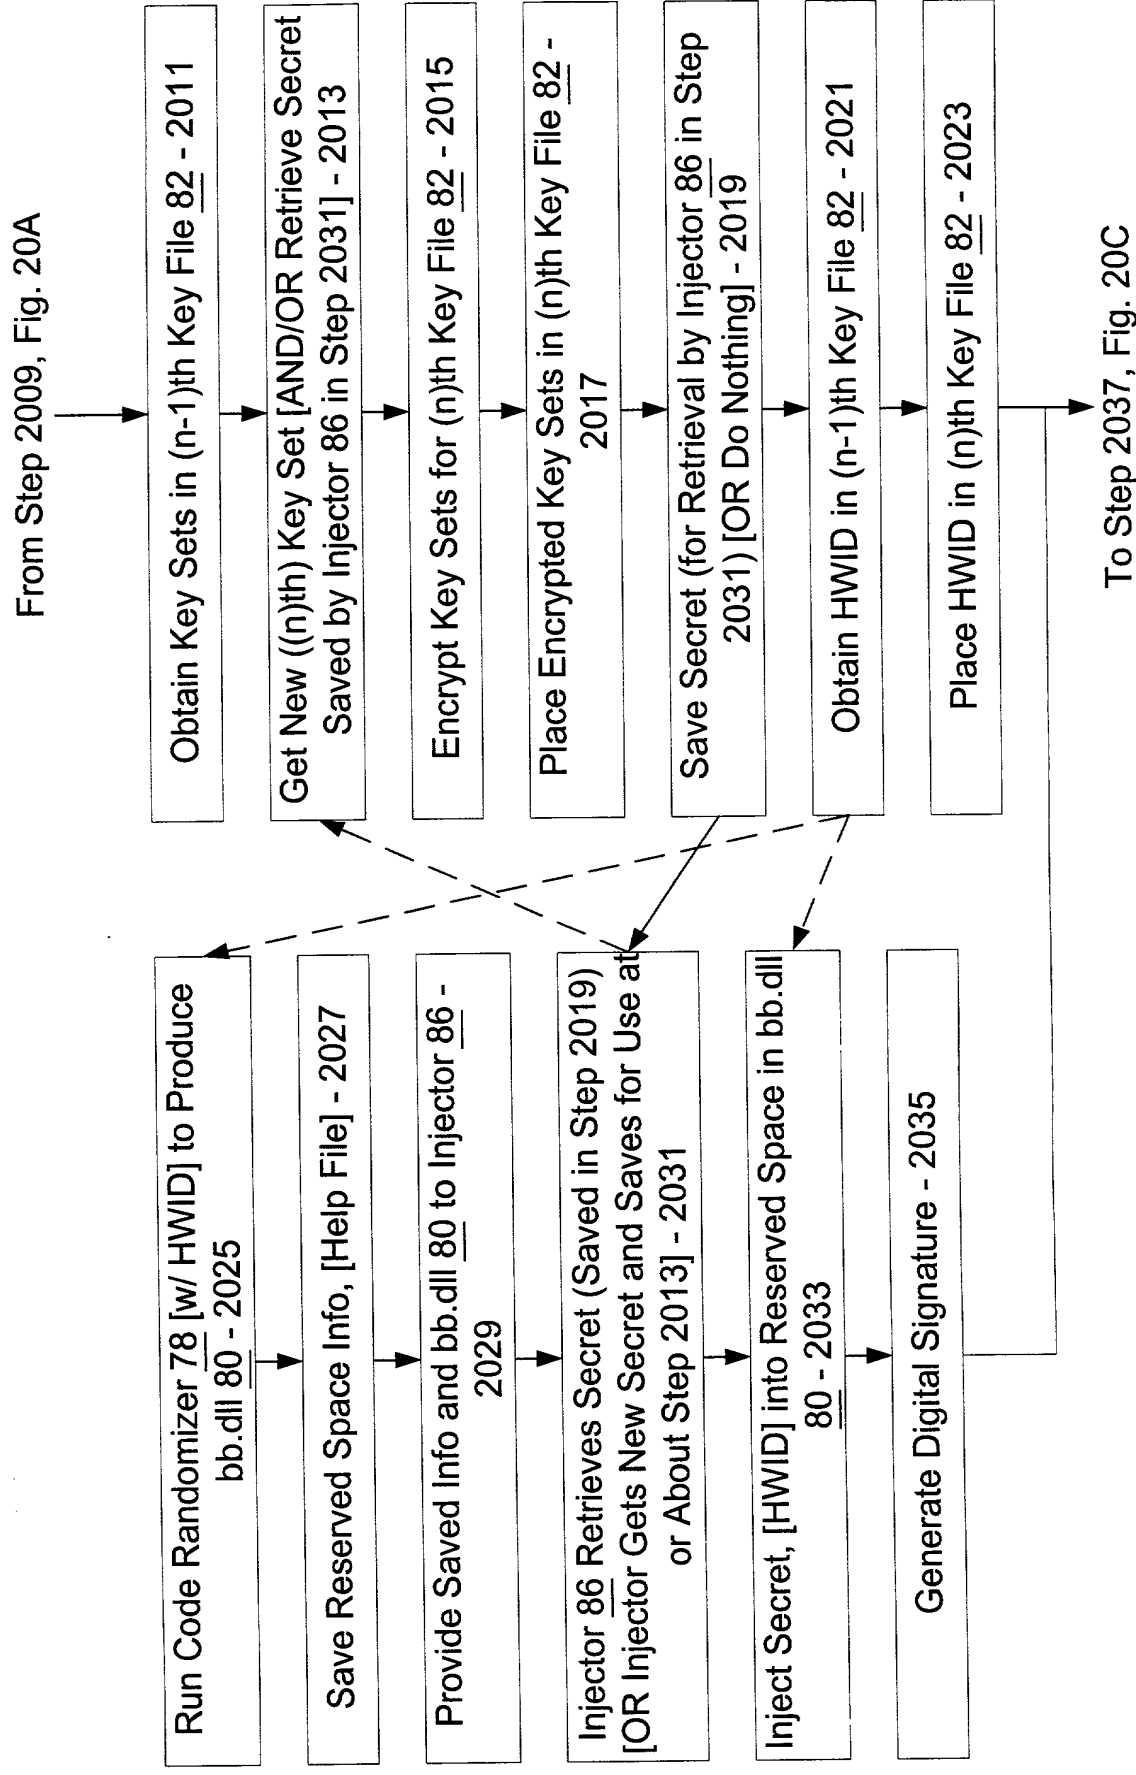 From Step 2009, Fig. 20A
Obtain Key Sets in (n-1)th Key File 82 - 2011
Get New ((n)th) Key Set [AND/OR Retrieve Secret
Saved by Injector 86 in Step 2031] - 2013
Encrypt Key Sets for (n)th Key File 82 - 2015
Place Encrypted Key Sets in (n)th Key File 82 -
2017
Save Secret (for Retrieval by Injector 86 in Step
2031) [OR Do Nothing] - 2019
Obtain HWID in (n-1)th Key File 82 - 2021
Place HWID in (n)th Key File 82 - 2023
Run Code Randomizer 78 [w/ HWID] to Produce
bb.dll 80 - 2025
Save Reserved Space Info, [Help File] - 2027
Provide Saved Info and bb.dll 80 to Injector 86 -
2029
Injector 86 Retrieves Secret (Saved in Step 2019)
[OR Injector Gets New Secret and Saves for Use at
or About Step 2013] - 2031
Inject Secret, [HWID] into Reserved Space in bb.dll
80 - 2033
Generate Digital Signature - 2035
To Step 2037, Fig. 20C